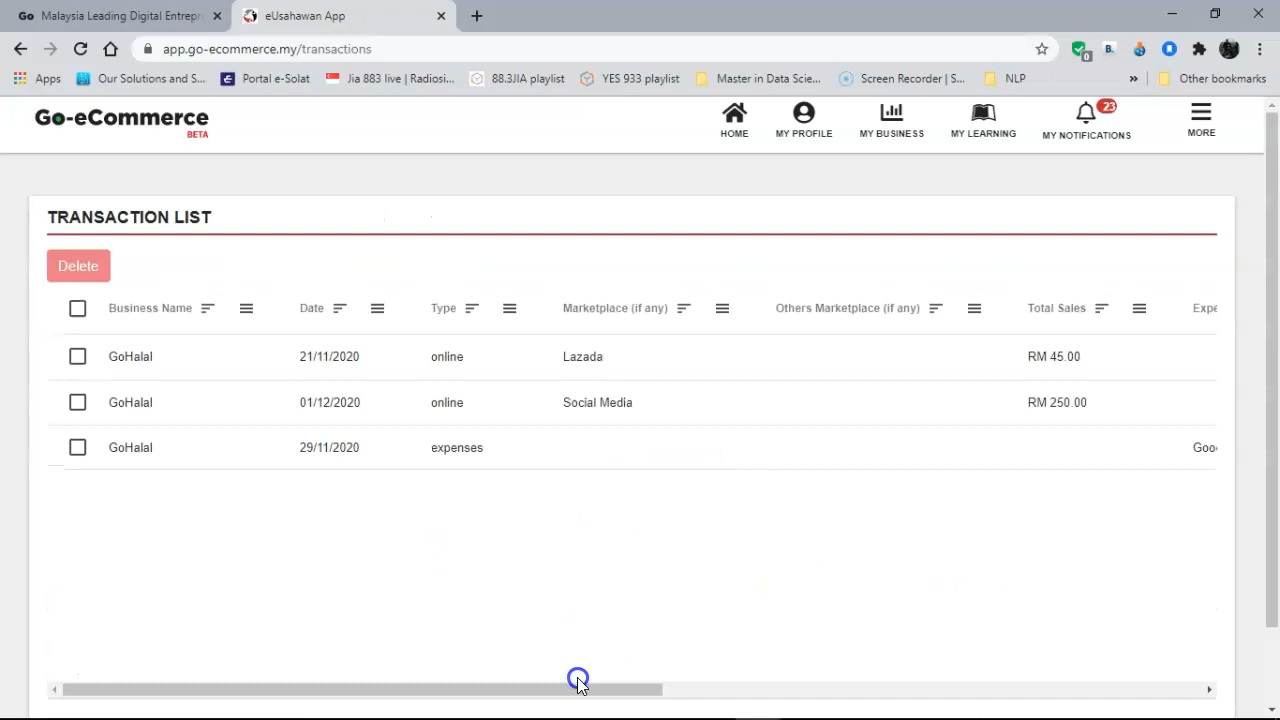 Go Malaysia Leading Digital Entrepr
eUsahawan App
app.go-ecommerce.my/transactions
0
B.
Apps
Our Solutions and S...
Portal e-Solat
Jia 883 live | Radiosi...
88.3JIA playlist
YES 933 playlist
Master in Data Scie...
Screen Recorder | S...
NLP
»
Other bookmarks
Go-eCommerce
BETA
HOME
MY PROFILE
MY BUSINESS
MY LEARNING
23
MY NOTIFICATIONS
MORE
TRANSACTION LIST
Delete
Business Name Date Type Marketplace (if any) Others Marketplace (if any) Total Sales Expe
GoHalal 21/11/2020 online Lazada RM 45.00
GoHalal 01/12/2020 online Social Media RM 250.00
GoHalal 29/11/2020 expenses Goo